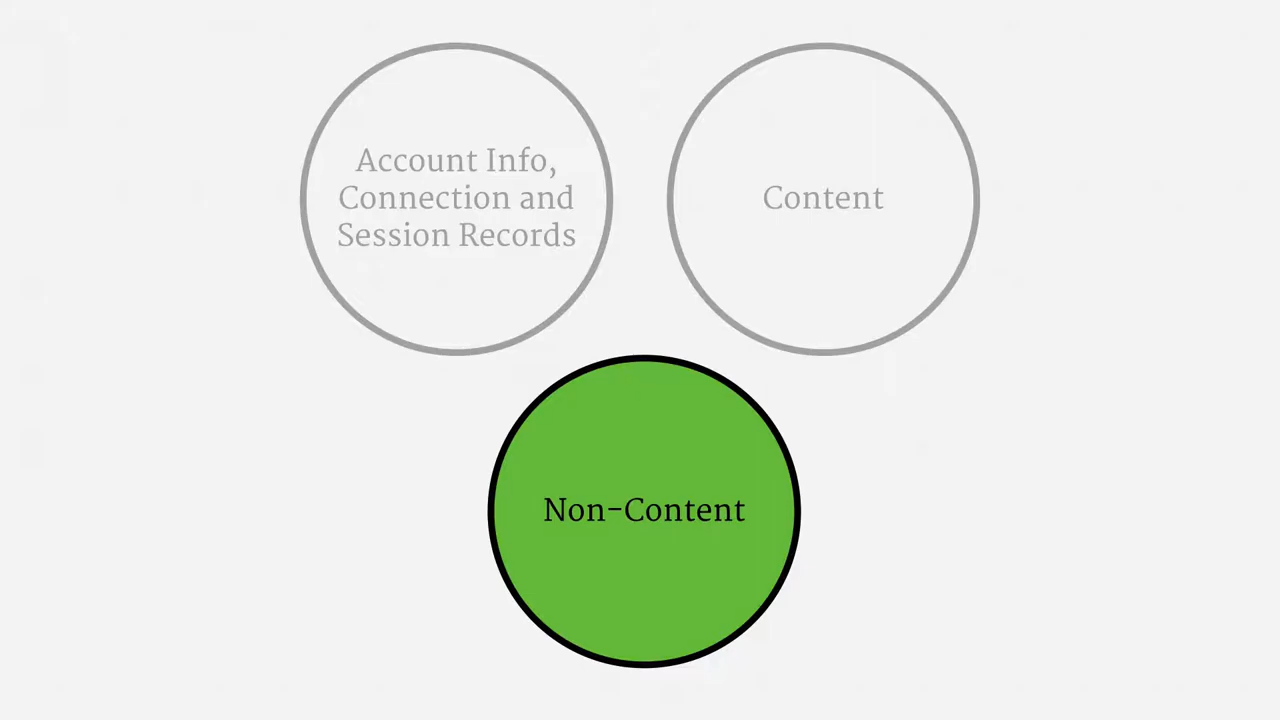 Account Info,
Connection and
Session Records
Content
Non-Content